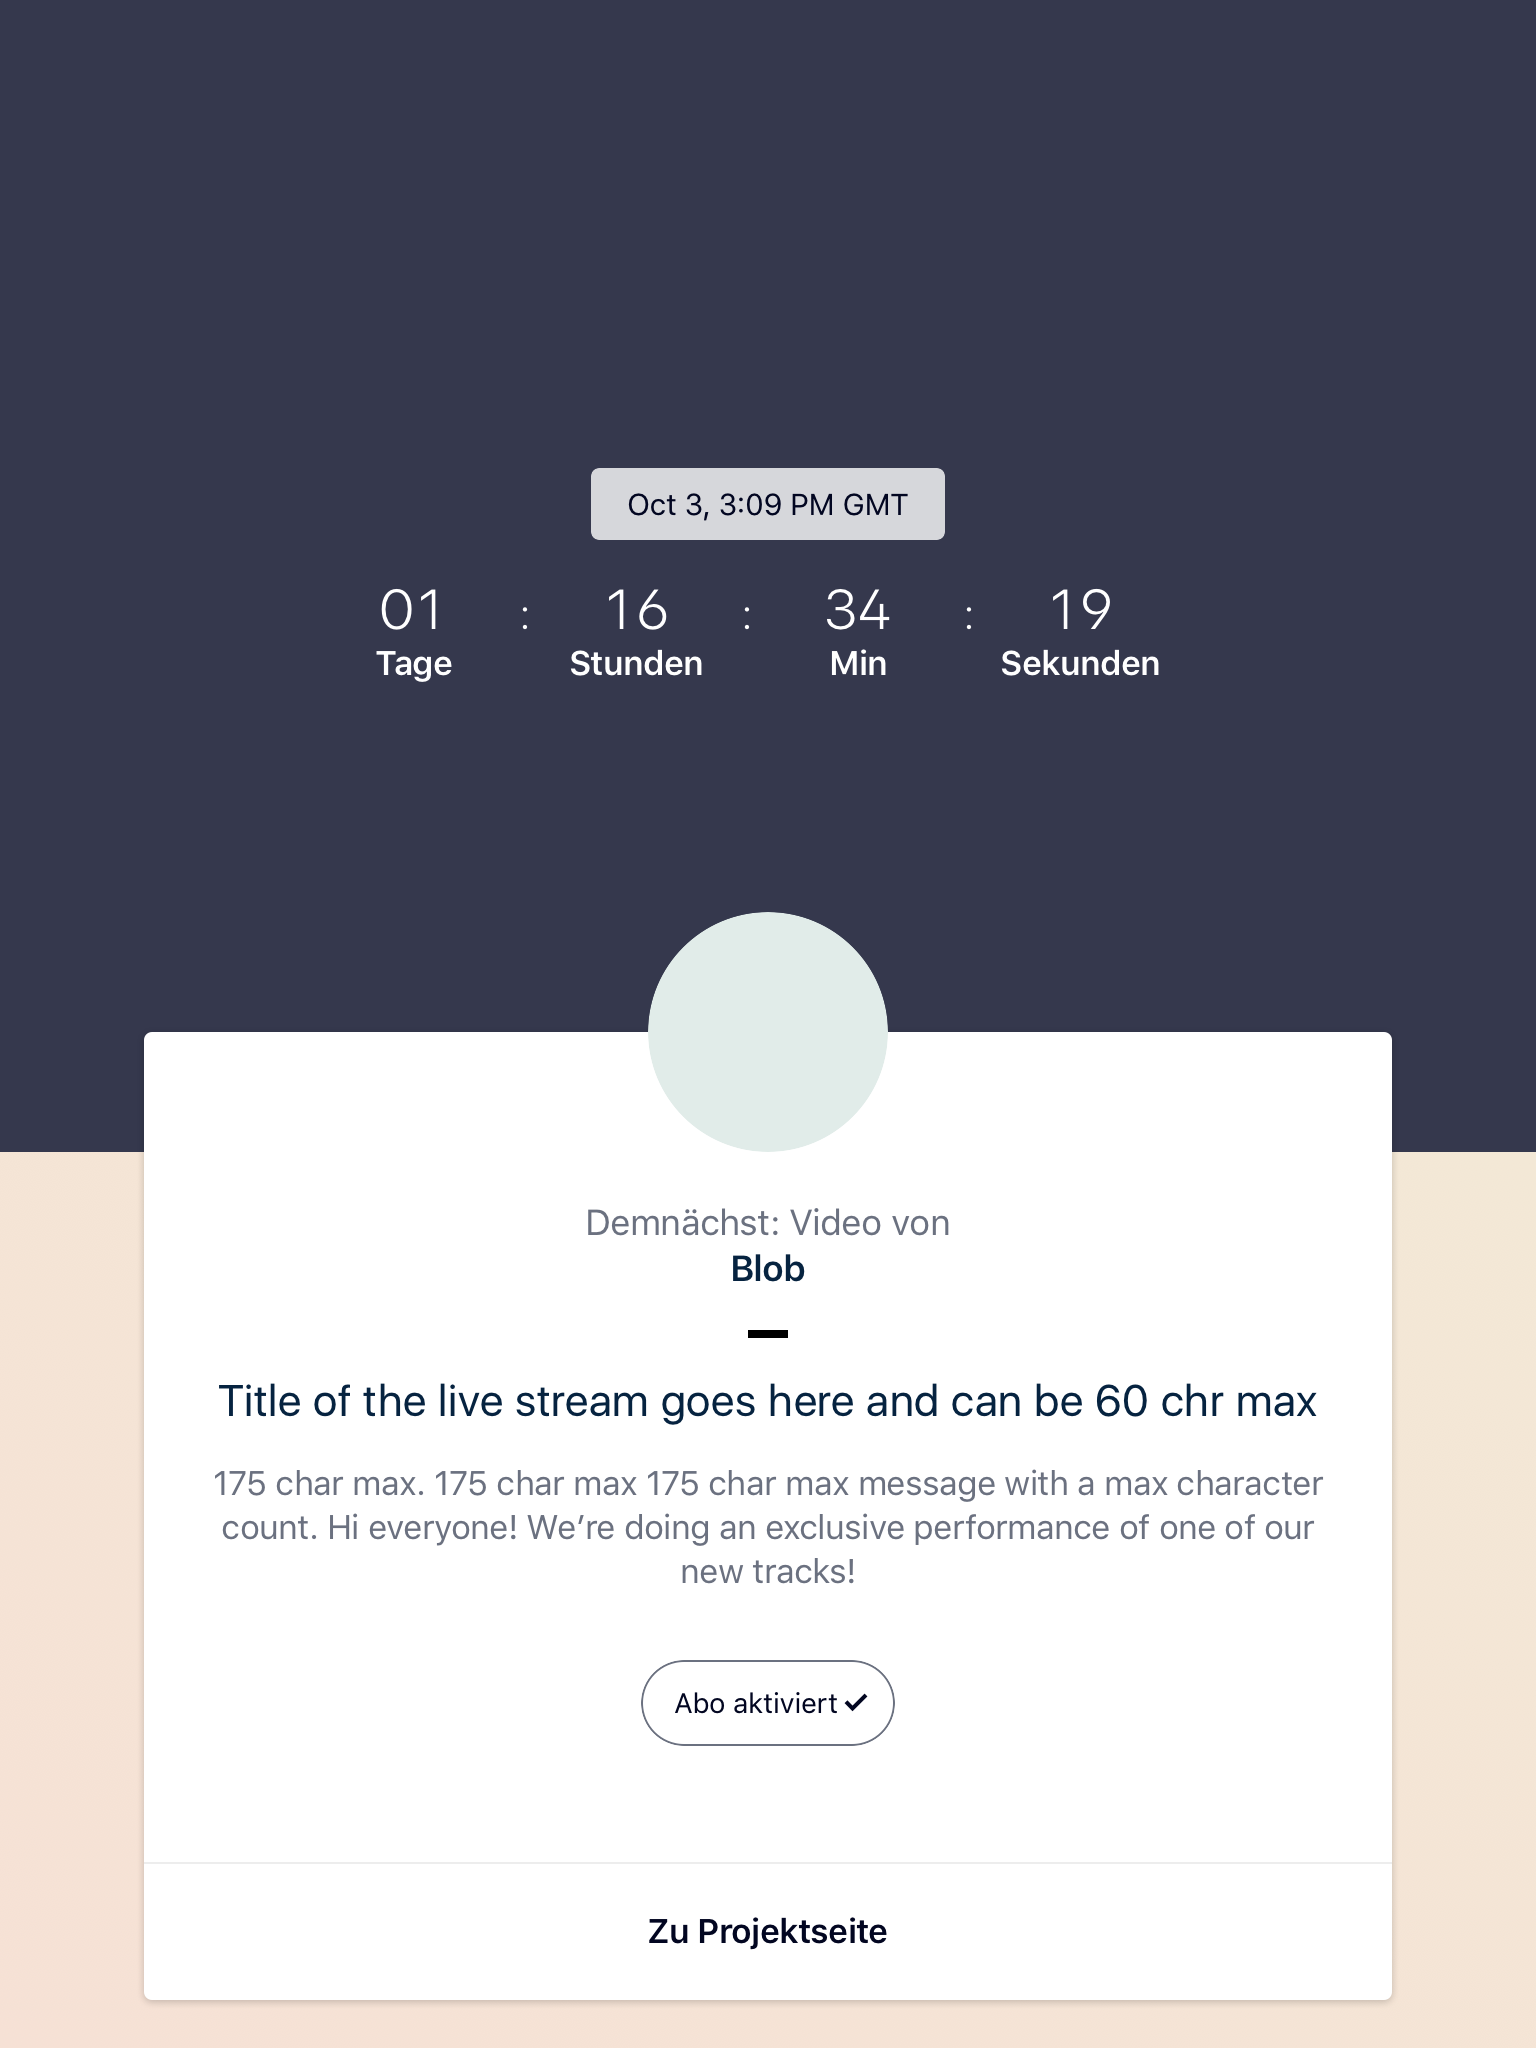 Oct 3, 3:09 PM GMT
01 : 16 : 34 : 19
Tage Stunden Min Sekunden
Demnächst: Video von
Blob
Title of the live stream goes here and can be 60 chr max
175 char max. 175 char max 175 char max message with a max character
count. Hi everyone! We’re doing an exclusive performance of one of our
new tracks!
Abo aktiviert ✓
Zu Projektseite